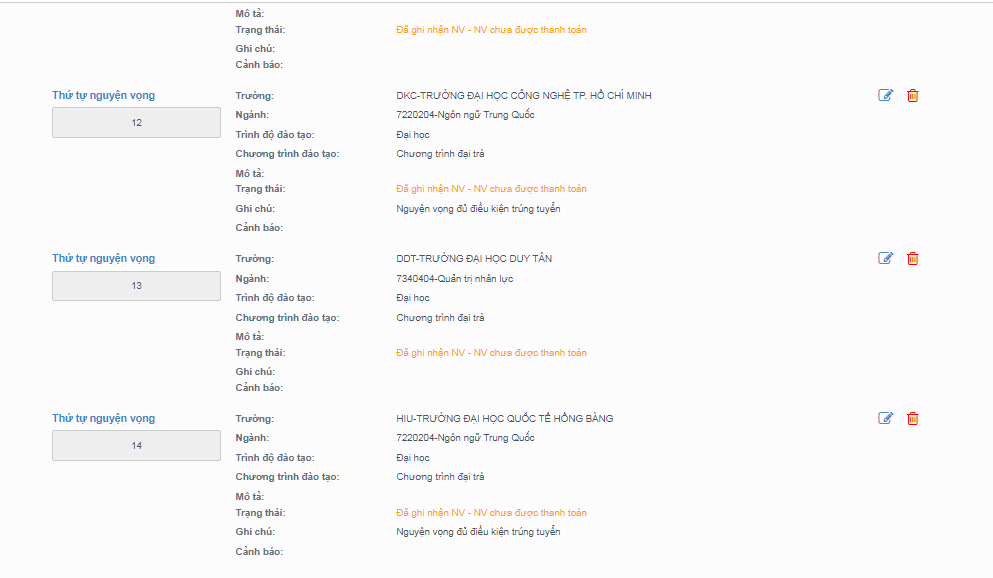 Mô tả:
Trạng thái: Đã ghi nhận NV - NV chưa được thanh toán
Ghi chú:
Cảnh báo:
Thứ tự nguyện vọng
12
Trường: DKC-TRƯỜNG ĐẠI HỌC CÔNG NGHỆ TP. HỒ CHÍ MINH
Ngành: 7220204-Ngôn ngữ Trung Quốc
Trình độ đào tạo: Đại học
Chương trình đào tạo: Chương trình đại trà
Mô tả:
Trạng thái: Đã ghi nhận NV - NV chưa được thanh toán
Ghi chú: Nguyện vọng đủ điều kiện trúng tuyển
Cảnh báo:
Thứ tự nguyện vọng
13
Trường: DDT-TRƯỜNG ĐẠI HỌC DUY TÂN
Ngành: 7340404-Quản trị nhân lực
Trình độ đào tạo: Đại học
Chương trình đào tạo: Chương trình đại trà
Mô tả:
Trạng thái: Đã ghi nhận NV - NV chưa được thanh toán
Ghi chú:
Cảnh báo:
Thứ tự nguyện vọng
14
Trường: HIU-TRƯỜNG ĐẠI HỌC QUỐC TẾ HỒNG BÀNG
Ngành: 7220204-Ngôn ngữ Trung Quốc
Trình độ đào tạo: Đại học
Chương trình đào tạo: Chương trình đại trà
Mô tả:
Trạng thái: Đã ghi nhận NV - NV chưa được thanh toán
Ghi chú: Nguyện vọng đủ điều kiện trúng tuyển
Cảnh báo: